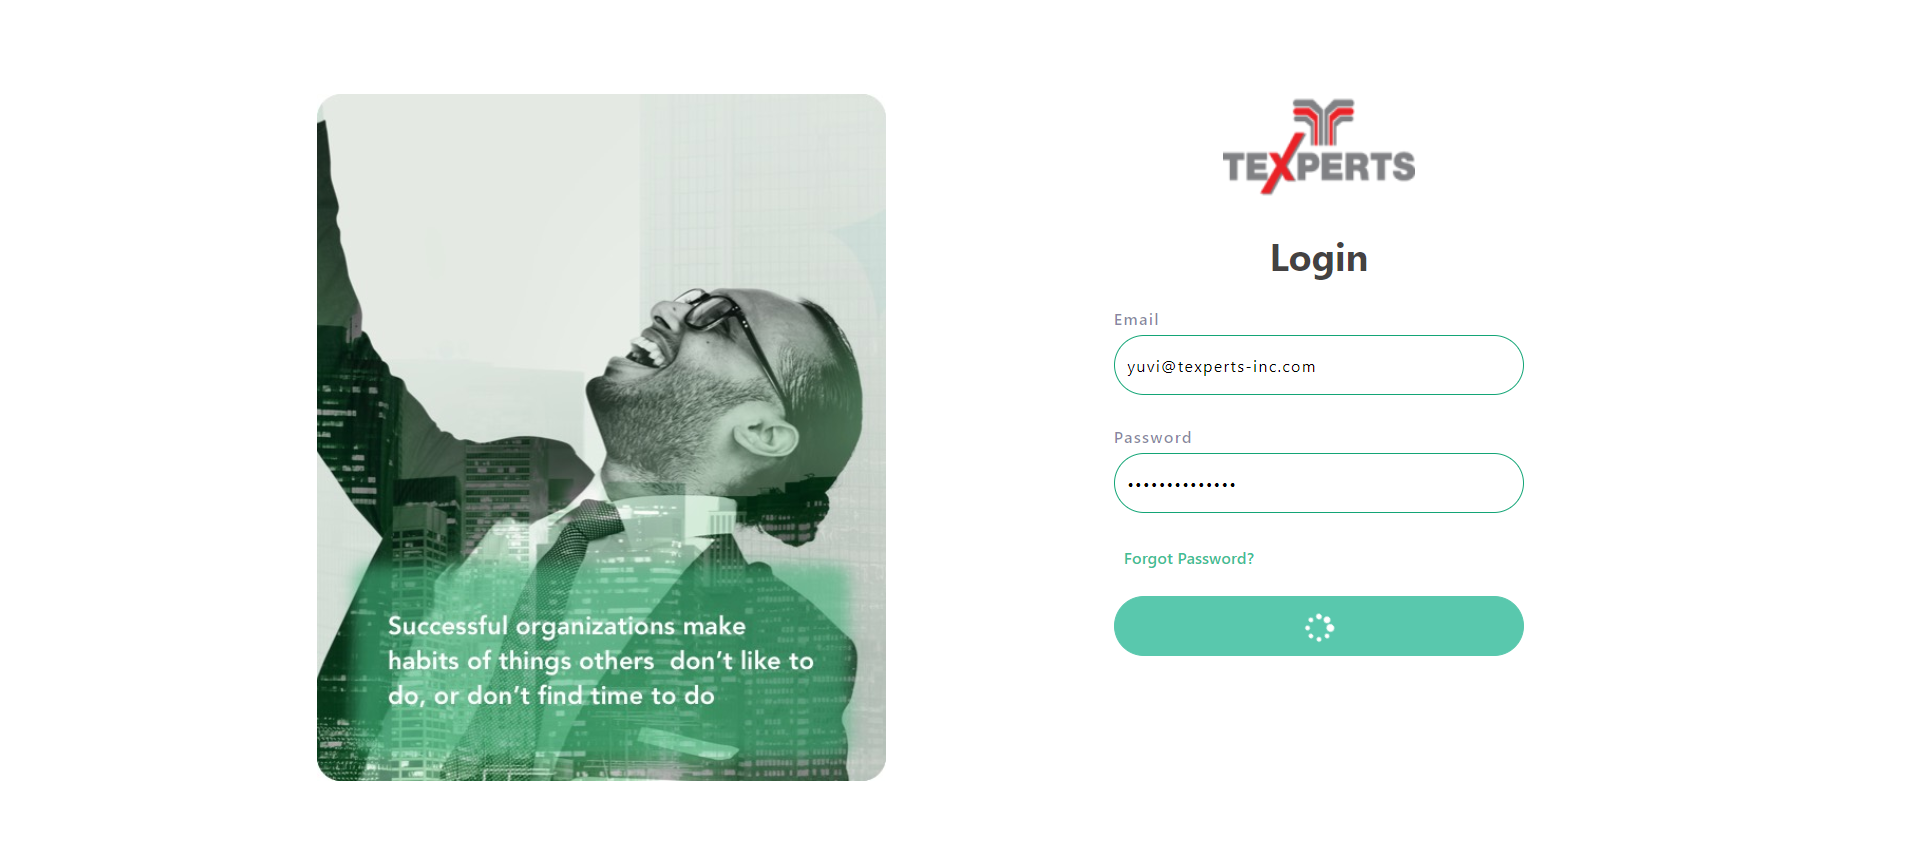 Successful organizations make
habits of things others  don’t like to
do, or don’t find time to do
TEXPERTS
Login
Email
yuvi@texperts-inc.com
Password
••••••••••••••
Forgot Password?